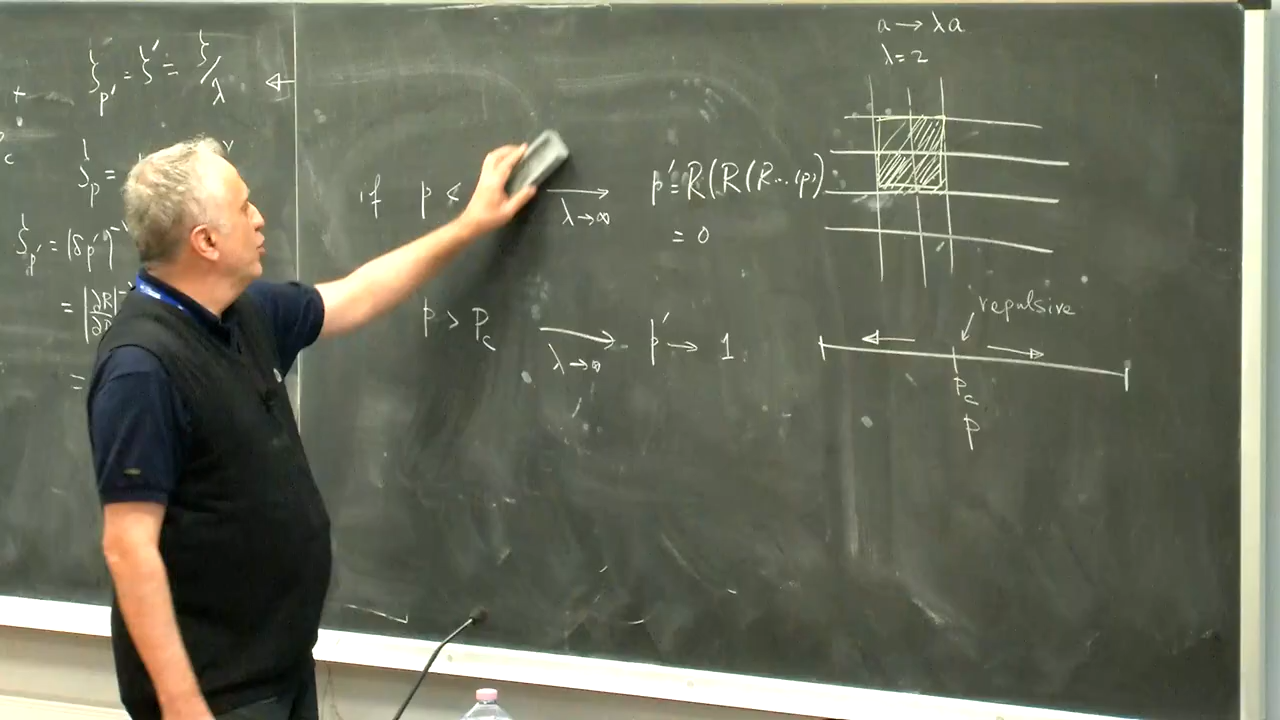 ξ_p' = ξ' = ξ/λ
ξ_p =
ξ_p' = |δp'|^-ν
= |∂R
=
if p < → λ→∞ p' = R(R(R...(p)
= 0
p > P_c → λ→∞ p' → 1
a → λa
λ = 2
repulsive
P_c
p